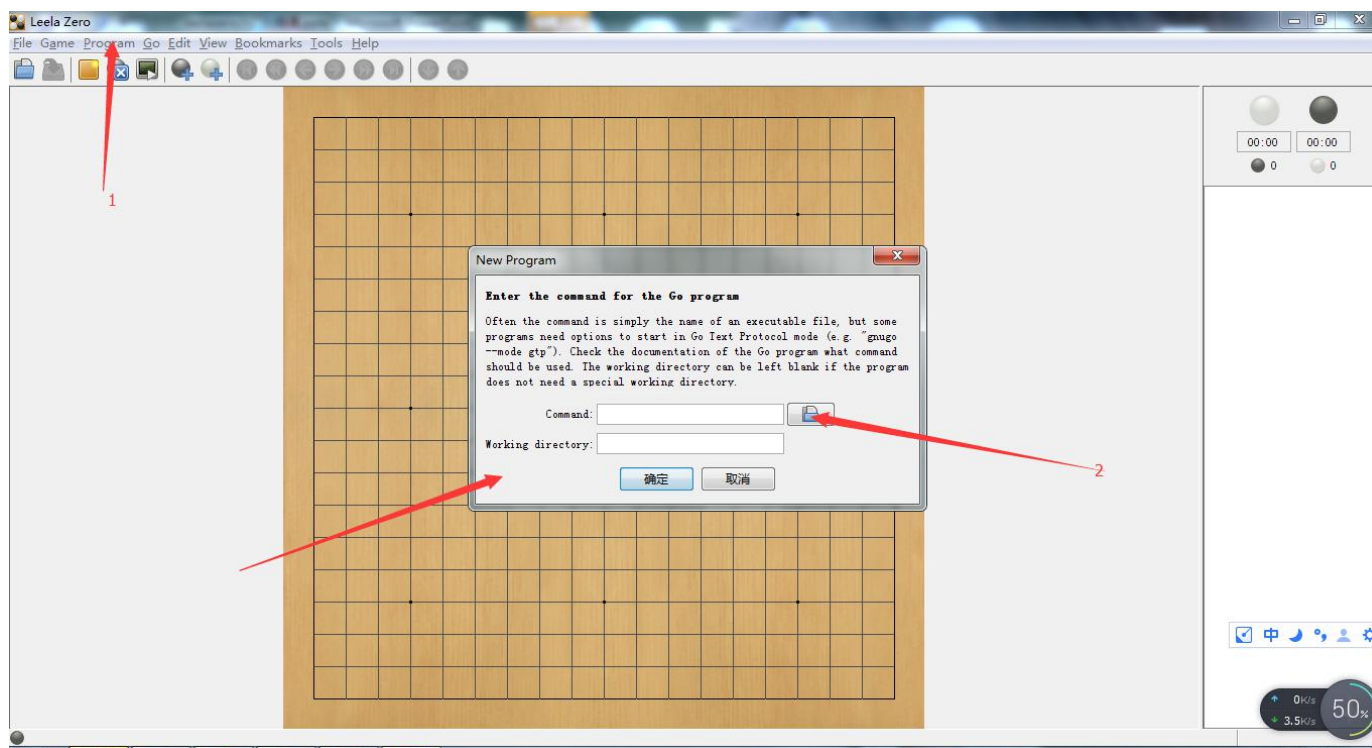 Leela Zero
File Game Program Go Edit View Bookmarks Tools Help
00:00 00:00
0 0
1
New Program
Enter the command for the Go program
Often the command is simply the name of an executable file, but some
programs need options to start in Go Text Protocol mode (e.g. "gnugo
--mode gtp"). Check the documentation of the Go program what command
should be used. The working directory can be left blank if the program
does not need a special working directory.
Command:
2
Working directory:
确定 取消
中
0K/s
3.5K/s
50%